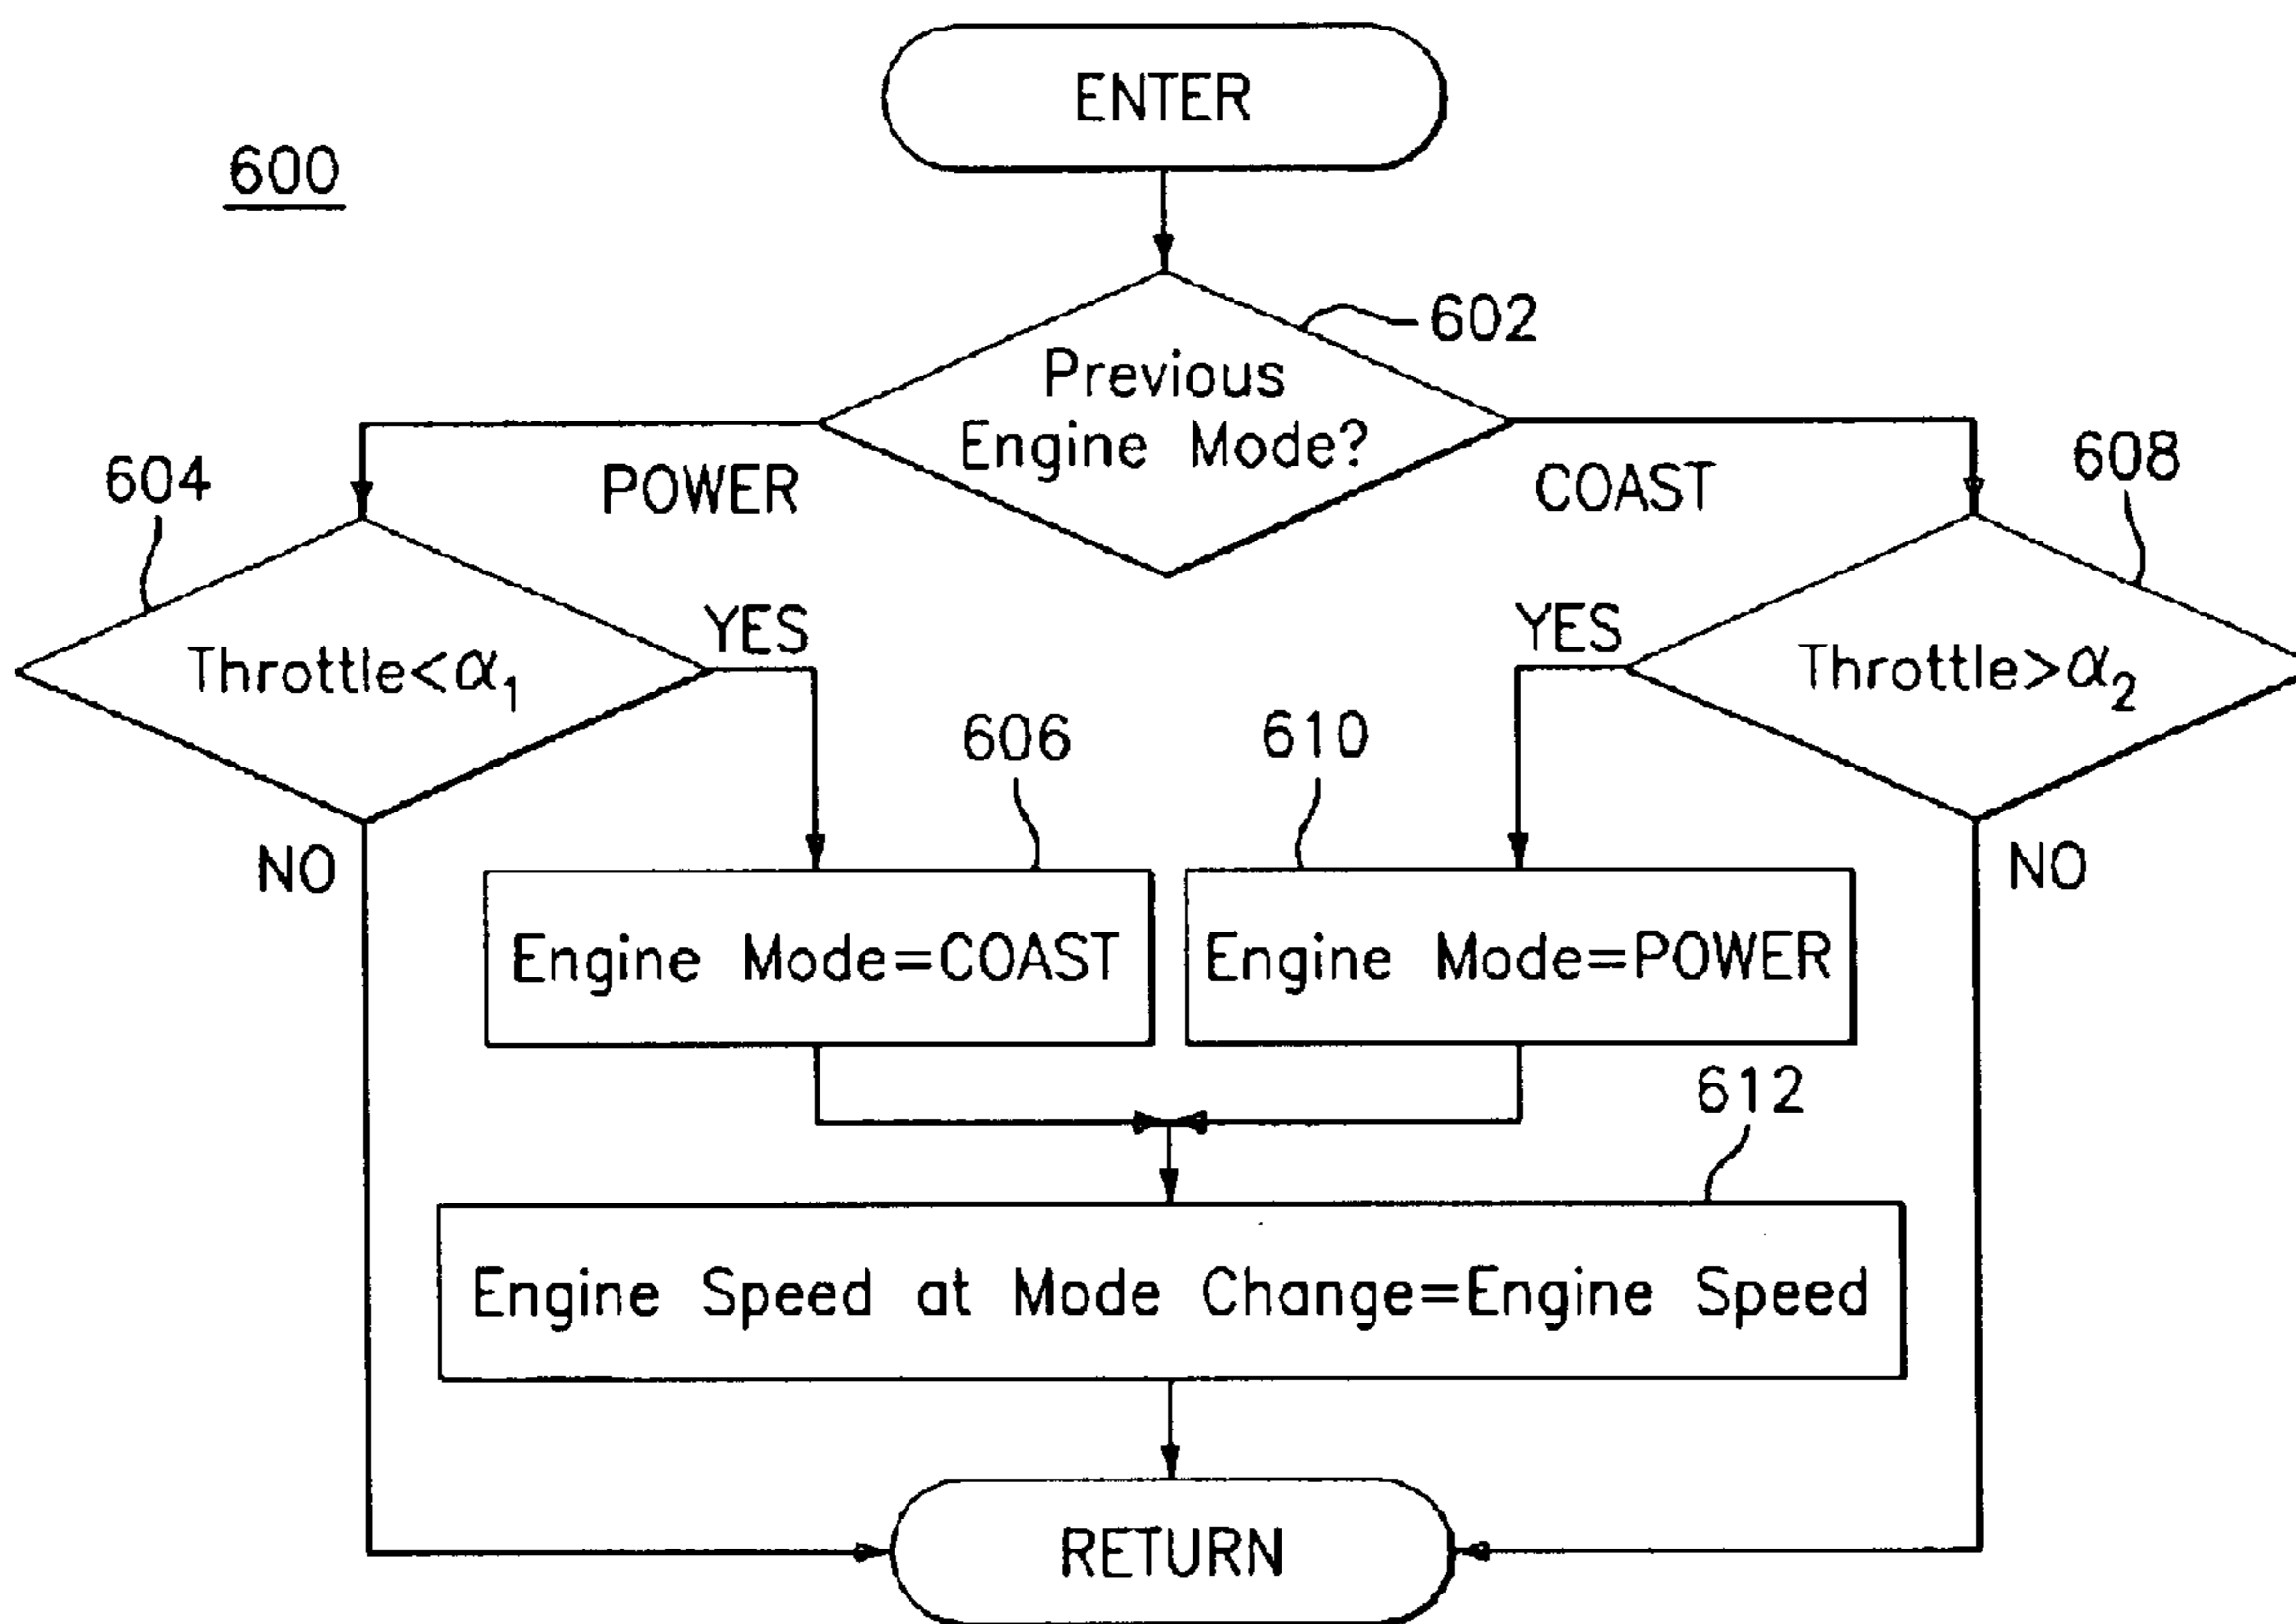 ENTER
600
602
Previous
Engine Mode?
POWER
COAST
604
608
Throttle<α₁
YES
YES
Throttle>α₂
606
610
NO
NO
Engine Mode=COAST
Engine Mode=POWER
612
Engine Speed at Mode Change=Engine Speed
RETURN